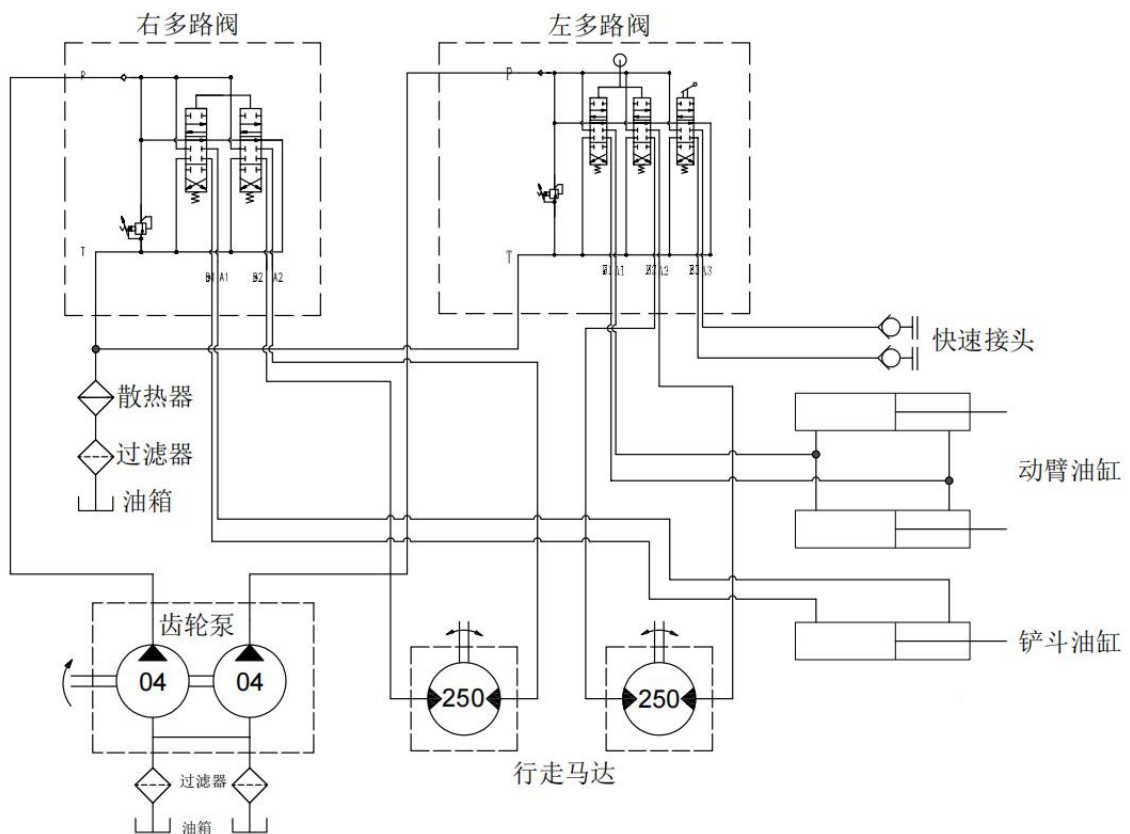 右多路阀
左多路阀
P
P
T
T
B1 A1
B2 A2
A1
A2
B3 A3
快速接头
散热器
过滤器
油箱
动臂油缸
齿轮泵
04
04
250
250
铲斗油缸
行走马达
过滤器
油箱